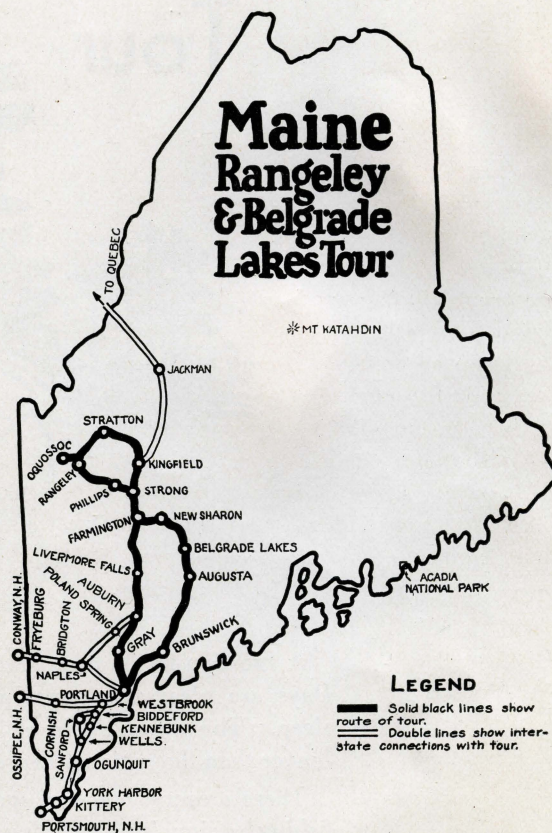 Maine
Rangeley
& Belgrade
Lakes Tour
TO QUEBEC
MT KATAHDIN
JACKMAN
STRATTON
OQUOSSOC
RANGELEY
KINGFIELD
PHILLIPS
STRONG
FARMINGTON
NEW SHARON
BELGRADE LAKES
LIVERMORE FALLS
AUGUSTA
AUBURN
POLAND SPRING
ACADIA
NATIONAL PARK
CONWAY, N.H.
FRYEBURG
BRIDGTON
NAPLES
GRAY
BRUNSWICK
PORTLAND
WESTBROOK
BIDDEFORD
KENNEBUNK
WELLS
OSSIPEE, N.H.
CORNISH
SANFORD
OGUNQUIT
YORK HARBOR
KITTERY
PORTSMOUTH, N.H.
LEGEND
Solid black lines show
route of tour.
Double lines show inter-
state connections with tour.